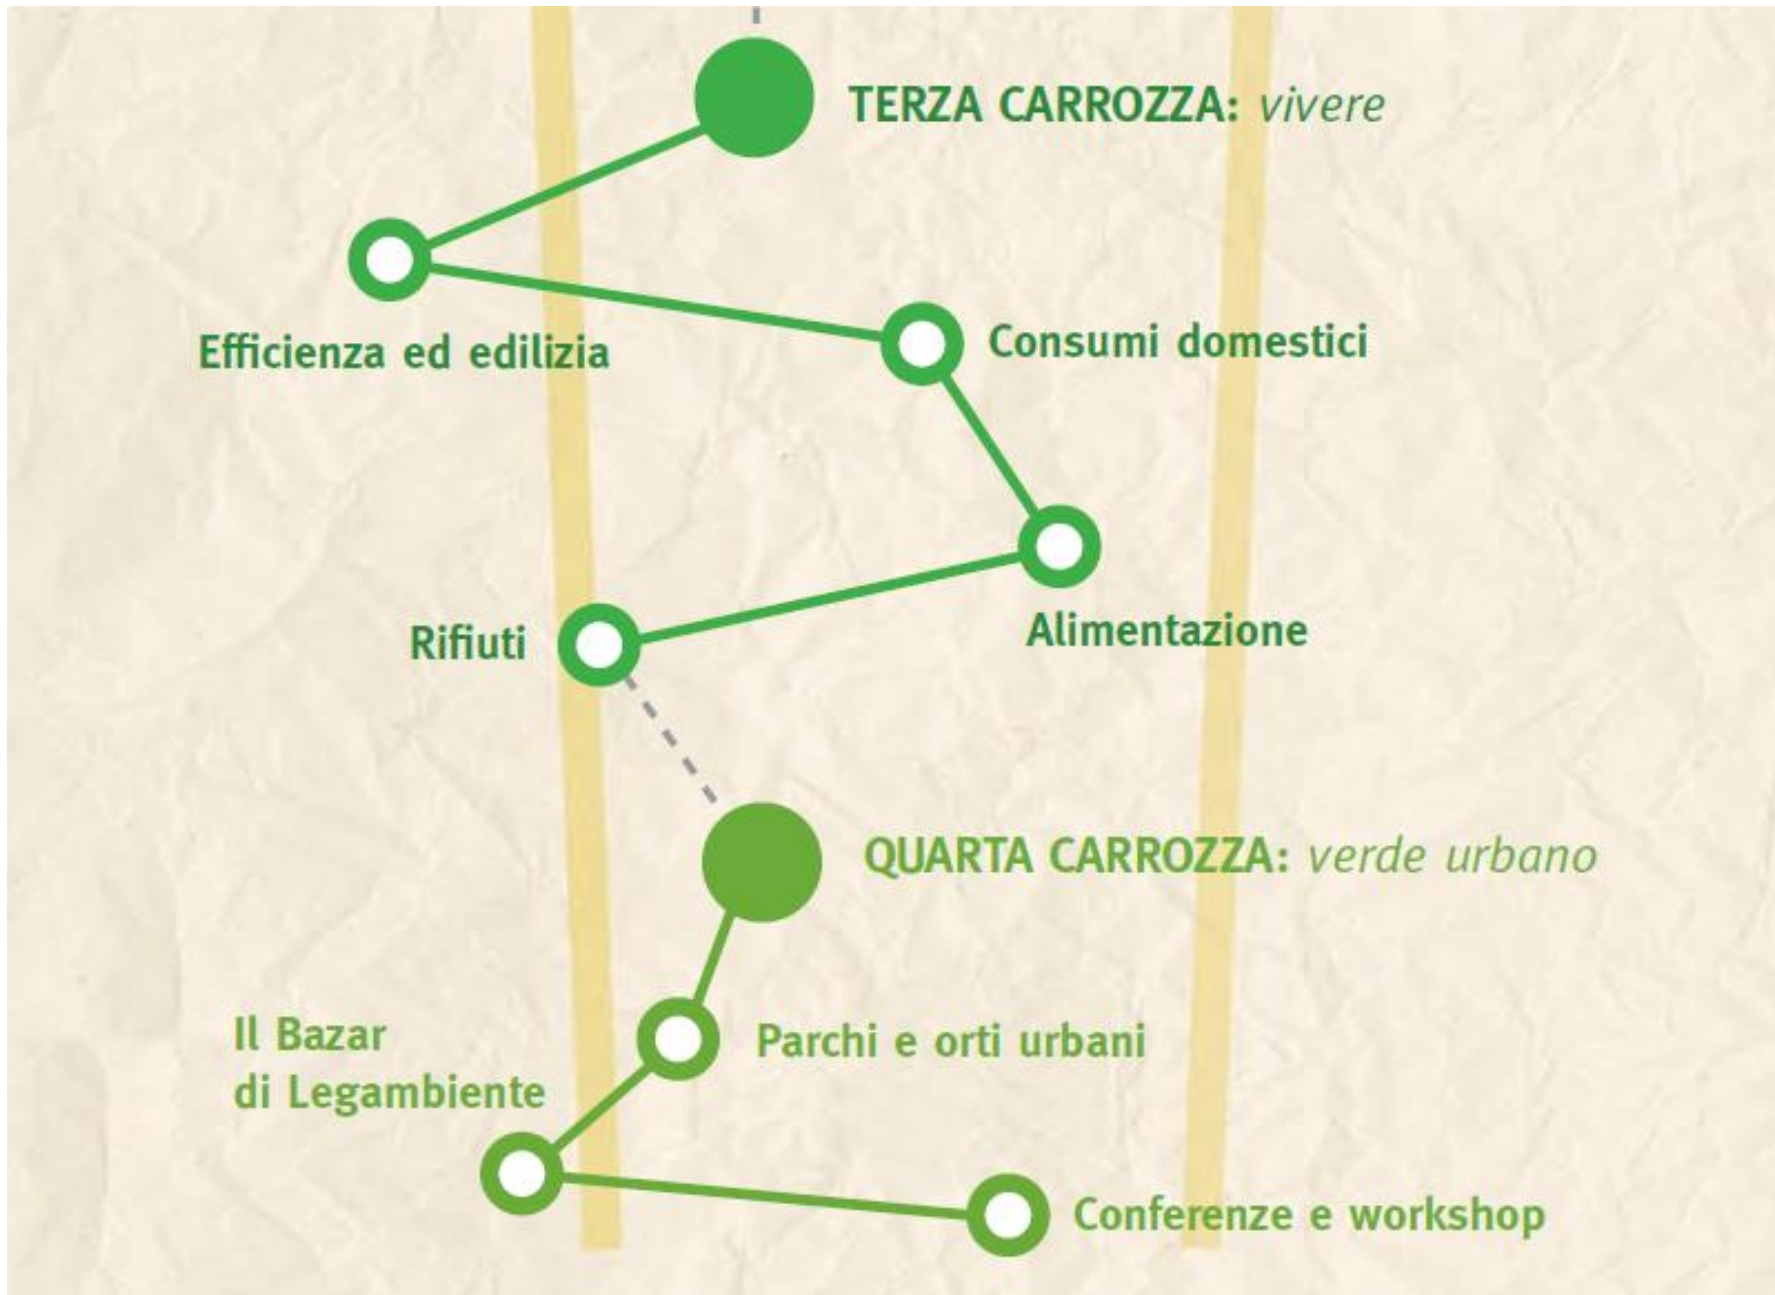 TERZA CARROZZA: vivere
Efficienza ed edilizia
Consumi domestici
Alimentazione
Rifiuti
QUARTA CARROZZA: verde urbano
Parchi e orti urbani
Il Bazar
di Legambiente
Conferenze e workshop